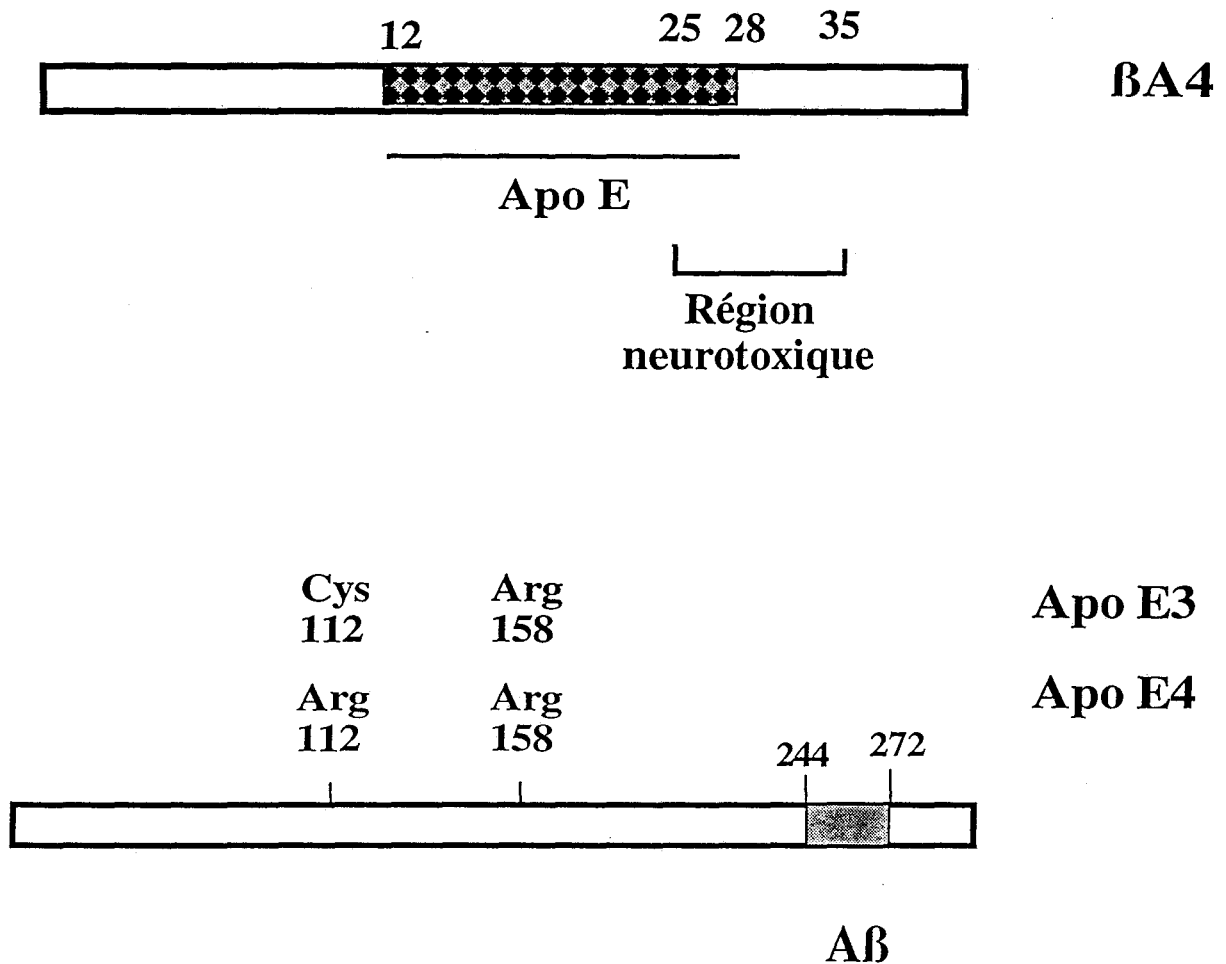 12 25 28 35
ßA4
Apo E
Région
neurotoxique
Cys Arg Apo E3
112 158
Arg Arg Apo E4
112 158
244 272
Aß